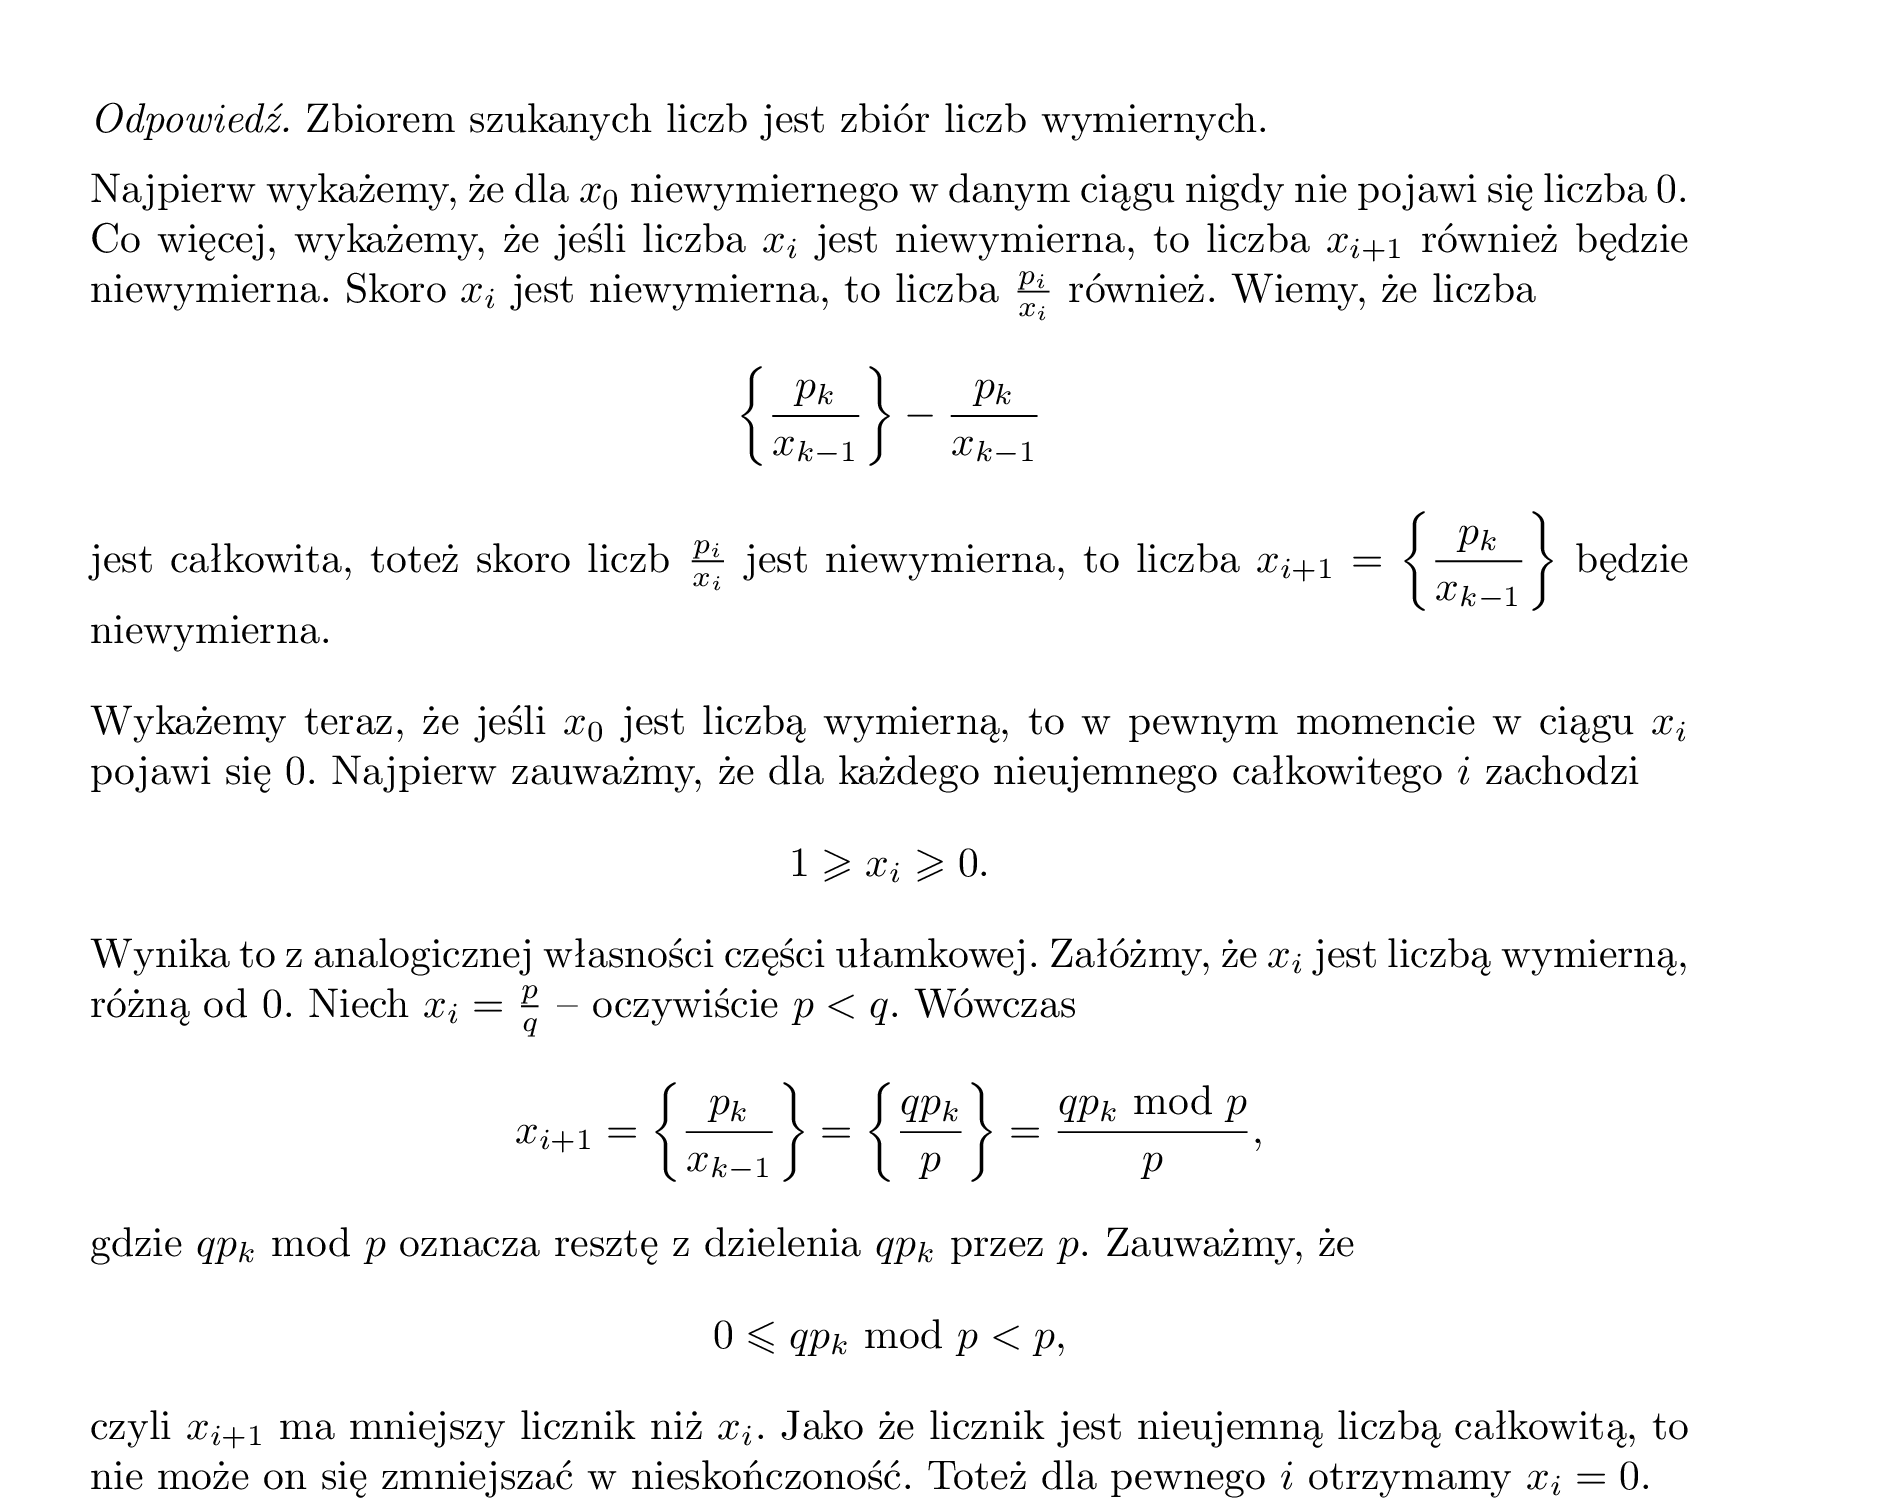 Odpowiedź. Zbiorem szukanych liczb jest zbiór liczb wymiernych.
Najpierw wykażemy, że dla $x_0$ niewymiernego w danym ciągu nigdy nie pojawi się liczba 0.
Co więcej, wykażemy, że jeśli liczba $x_i$ jest niewymierna, to liczba $x_{i+1}$ również będzie
niewymierna. Skoro $x_i$ jest niewymierna, to liczba $\frac{p_i}{x_i}$ również. Wiemy, że liczba
$\left\{\frac{p_k}{x_{k-1}}\right\} - \frac{p_k}{x_{k-1}}$
jest całkowita, toteż skoro liczb $\frac{p_i}{x_i}$ jest niewymierna, to liczba $x_{i+1} = \left\{\frac{p_k}{x_{k-1}}\right\}$ będzie
niewymierna.
Wykażemy teraz, że jeśli $x_0$ jest liczbą wymierną, to w pewnym momencie w ciągu $x_i$
pojawi się 0. Najpierw zauważmy, że dla każdego nieujemnego całkowitego $i$ zachodzi
$1 \geqslant x_i \geqslant 0.$
Wynika to z analogicznej własności części ułamkowej. Załóżmy, że $x_i$ jest liczbą wymierną,
różną od 0. Niech $x_i = \frac{p}{q}$ – oczywiście $p < q$. Wówczas
$x_{i+1} = \left\{\frac{p_k}{x_{k-1}}\right\} = \left\{\frac{qp_k}{p}\right\} = \frac{qp_k \bmod p}{p},$
gdzie $qp_k \bmod p$ oznacza resztę z dzielenia $qp_k$ przez $p$. Zauważmy, że
$0 \leqslant qp_k \bmod p < p,$
czyli $x_{i+1}$ ma mniejszy licznik niż $x_i$. Jako że licznik jest nieujemną liczbą całkowitą, to
nie może on się zmniejszać w nieskończoność. Toteż dla pewnego $i$ otrzymamy $x_i = 0$.